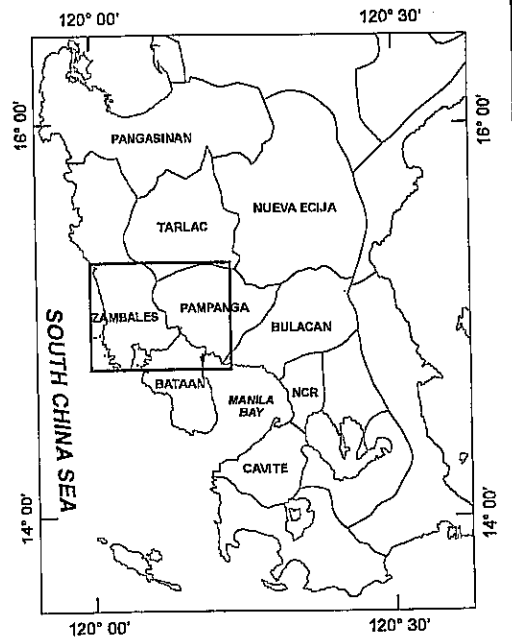 120° 00'
120° 30'
16° 00'
16° 00'
PANGASINAN
NUEVA ECIJA
TARLAC
ZAMBALES
PAMPANGA
BULACAN
BATAAN
MANILA
BAY
NCR
SOUTH CHINA SEA
CAVITE
14° 00'
14° 00'
120° 00'
120° 30'